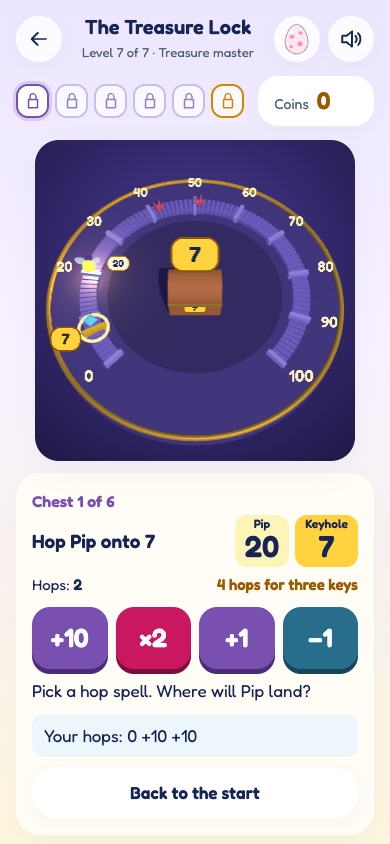 The Treasure Lock
Level 7 of 7 · Treasure master
Coins 0
50
40
60
30
70
20
20
80
7
90
7
0
100
Chest 1 of 6
Hop Pip onto 7
Pip
20
Keyhole
7
Hops: 2
4 hops for three keys
+10
×2
+1
−1
Pick a hop spell. Where will Pip land?
Your hops: 0 +10 +10
Back to the start